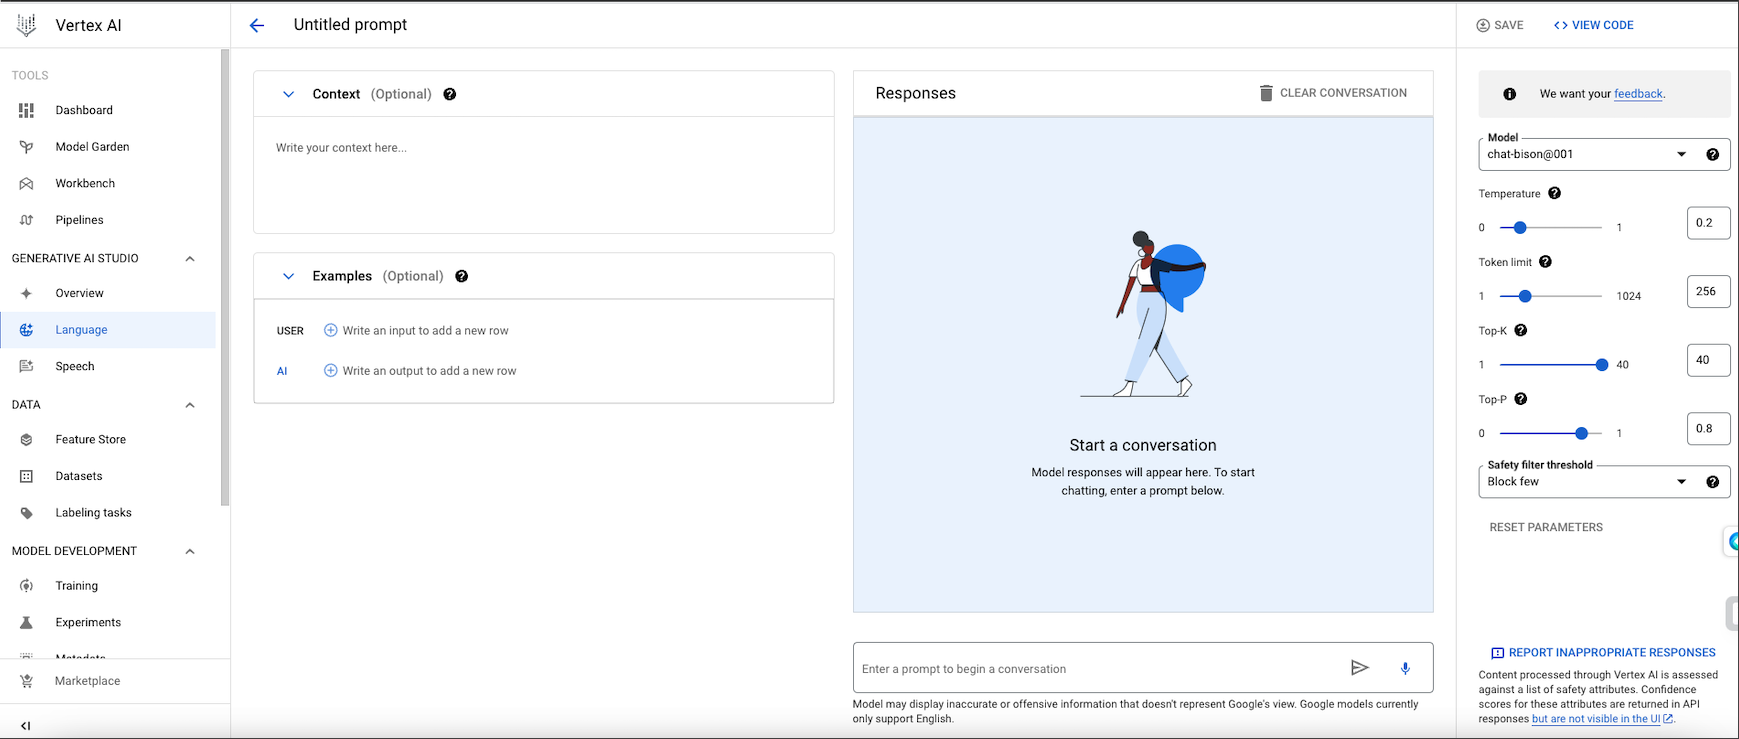 Vertex AI
TOOLS
Dashboard
Model Garden
Workbench
Pipelines
GENERATIVE AI STUDIO
Overview
Language
Speech
DATA
Feature Store
Datasets
Labeling tasks
MODEL DEVELOPMENT
Training
Experiments
Metadata
Marketplace
Untitled prompt
Context (Optional)
Write your context here...
Examples (Optional)
USER Write an input to add a new row
AI Write an output to add a new row
Responses
CLEAR CONVERSATION
Start a conversation
Model responses will appear here. To start
chatting, enter a prompt below.
Enter a prompt to begin a conversation
Model may display inaccurate or offensive information that doesn't represent Google's view. Google models currently
only support English.
SAVE
<> VIEW CODE
We want your feedback.
Model
chat-bison@001
Temperature
0 1 0.2
Token limit
1 1024 256
Top-K
1 40 40
Top-P
0 1 0.8
Safety filter threshold
Block few
RESET PARAMETERS
REPORT INAPPROPRIATE RESPONSES
Content processed through Vertex AI is assessed
against a list of safety attributes. Confidence
scores for these attributes are returned in API
responses but are not visible in the UI.